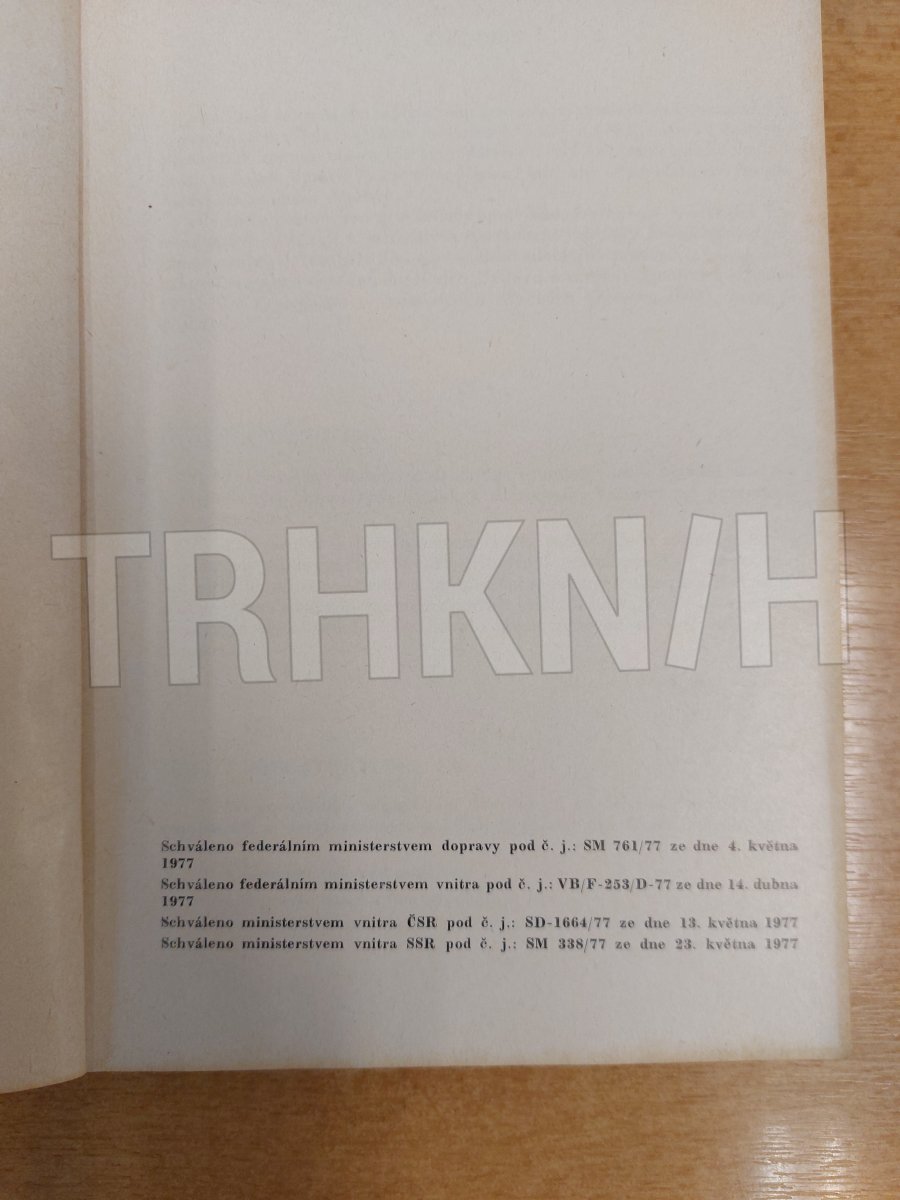 TRHKNIH
Schváleno federálním ministerstvem dopravy pod č. j.: SM 761/77 ze dne 4. května
1977
Schváleno federálním ministerstvem vnitra pod č. j.: VB/F-253/D-77 ze dne 14. dubna
1977
Schváleno ministerstvem vnitra ČSR pod č. j.: SD-1664/77 ze dne 13. května 1977
Schváleno ministerstvem vnitra SSR pod č. j.: SM 338/77 ze dne 23. května 1977